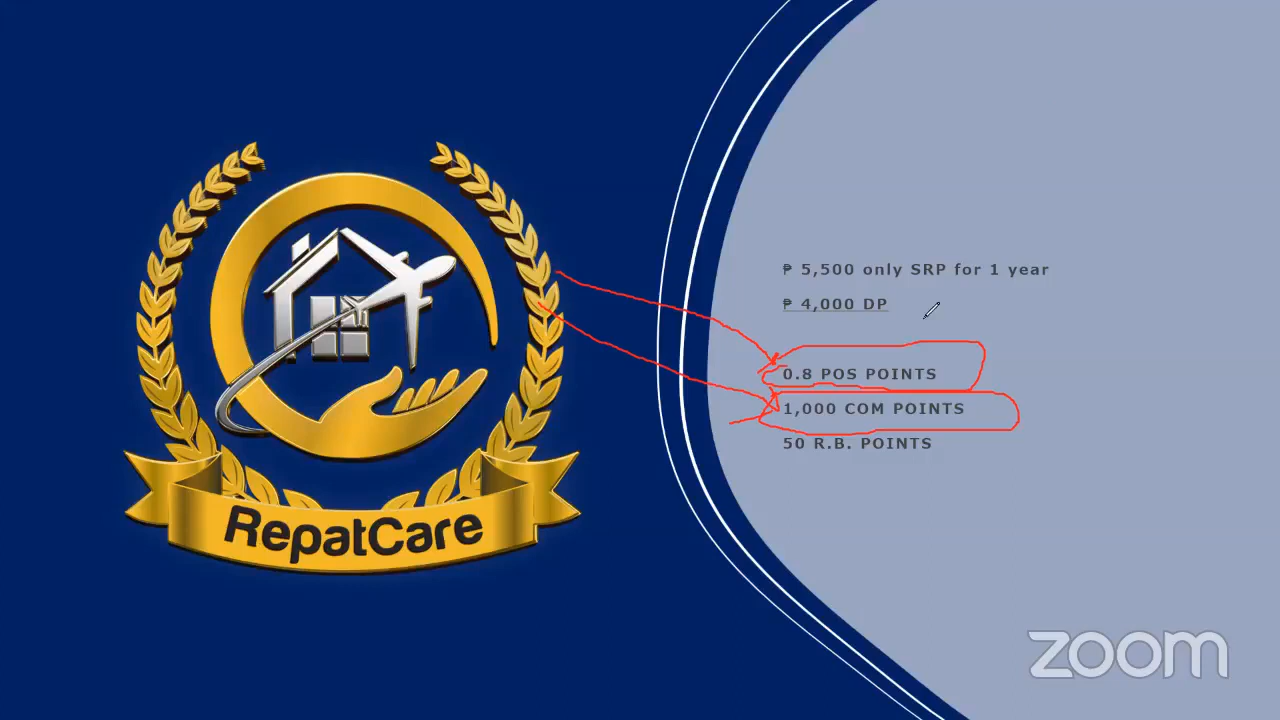 ₱ 5,500 only SRP for 1 year
₱ 4,000 DP
0.8 POS POINTS
1,000 COM POINTS
50 R.B. POINTS
RepatCare
zoom